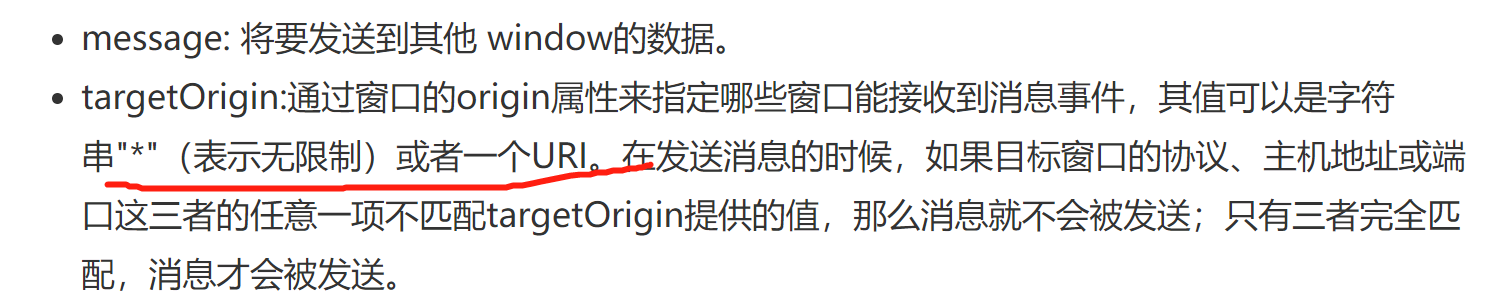 • message: 将要发送到其他 window的数据。
• targetOrigin:通过窗口的origin属性来指定哪些窗口能接收到消息事件，其值可以是字符
串"*"（表示无限制）或者一个URI。在发送消息的时候，如果目标窗口的协议、主机地址或端
口这三者的任意一项不匹配targetOrigin提供的值，那么消息就不会被发送；只有三者完全匹
配，消息才会被发送。